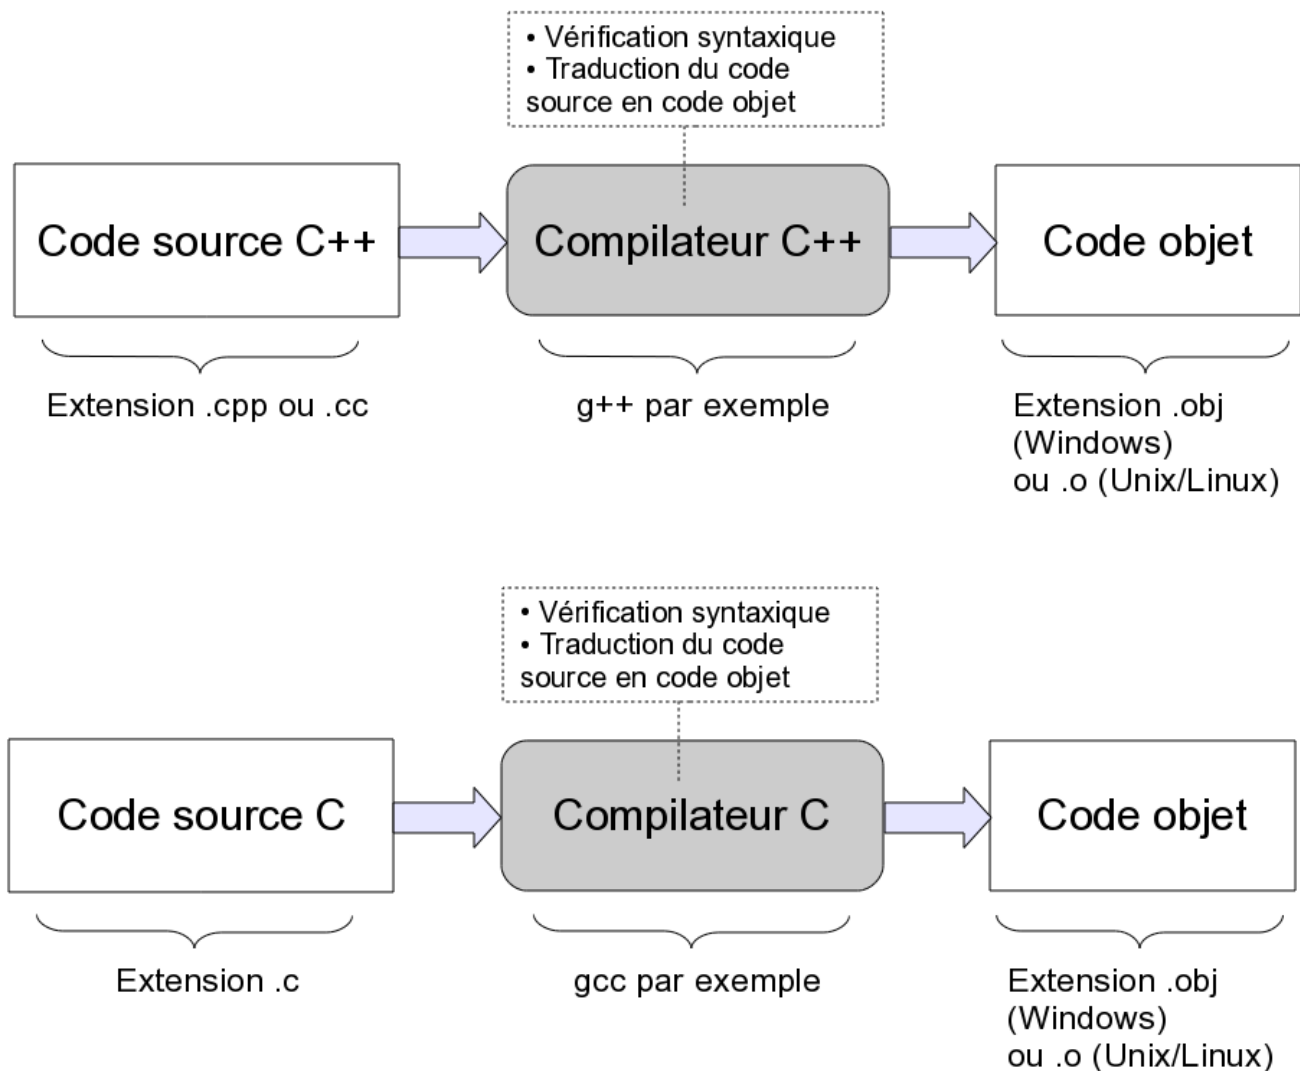 • Vérification syntaxique
• Traduction du code
source en code objet
Code source C++
Compilateur C++
Code objet
Extension .cpp ou .cc
g++ par exemple
Extension .obj
(Windows)
ou .o (Unix/Linux)
• Vérification syntaxique
• Traduction du code
source en code objet
Code source C
Compilateur C
Code objet
Extension .c
gcc par exemple
Extension .obj
(Windows)
ou .o (Unix/Linux)